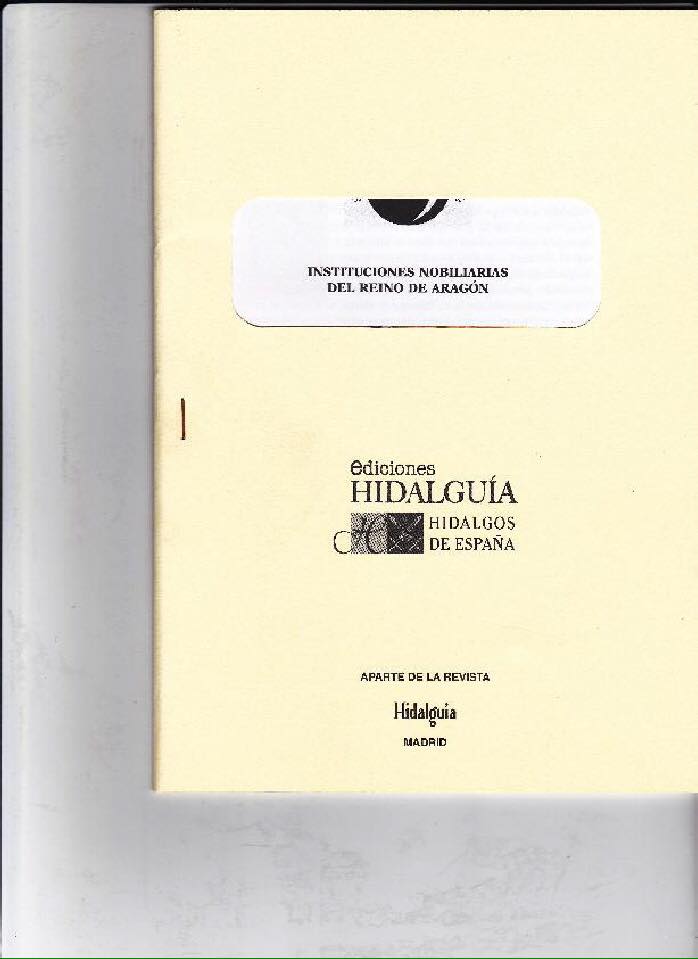 INSTITUCIONES NOBILIARIAS
DEL REINO DE ARAGÓN
ediciones
HIDALGUÍA
HIDALGOS
DE ESPAÑA
APARTE DE LA REVISTA
Hidalguía
MADRID